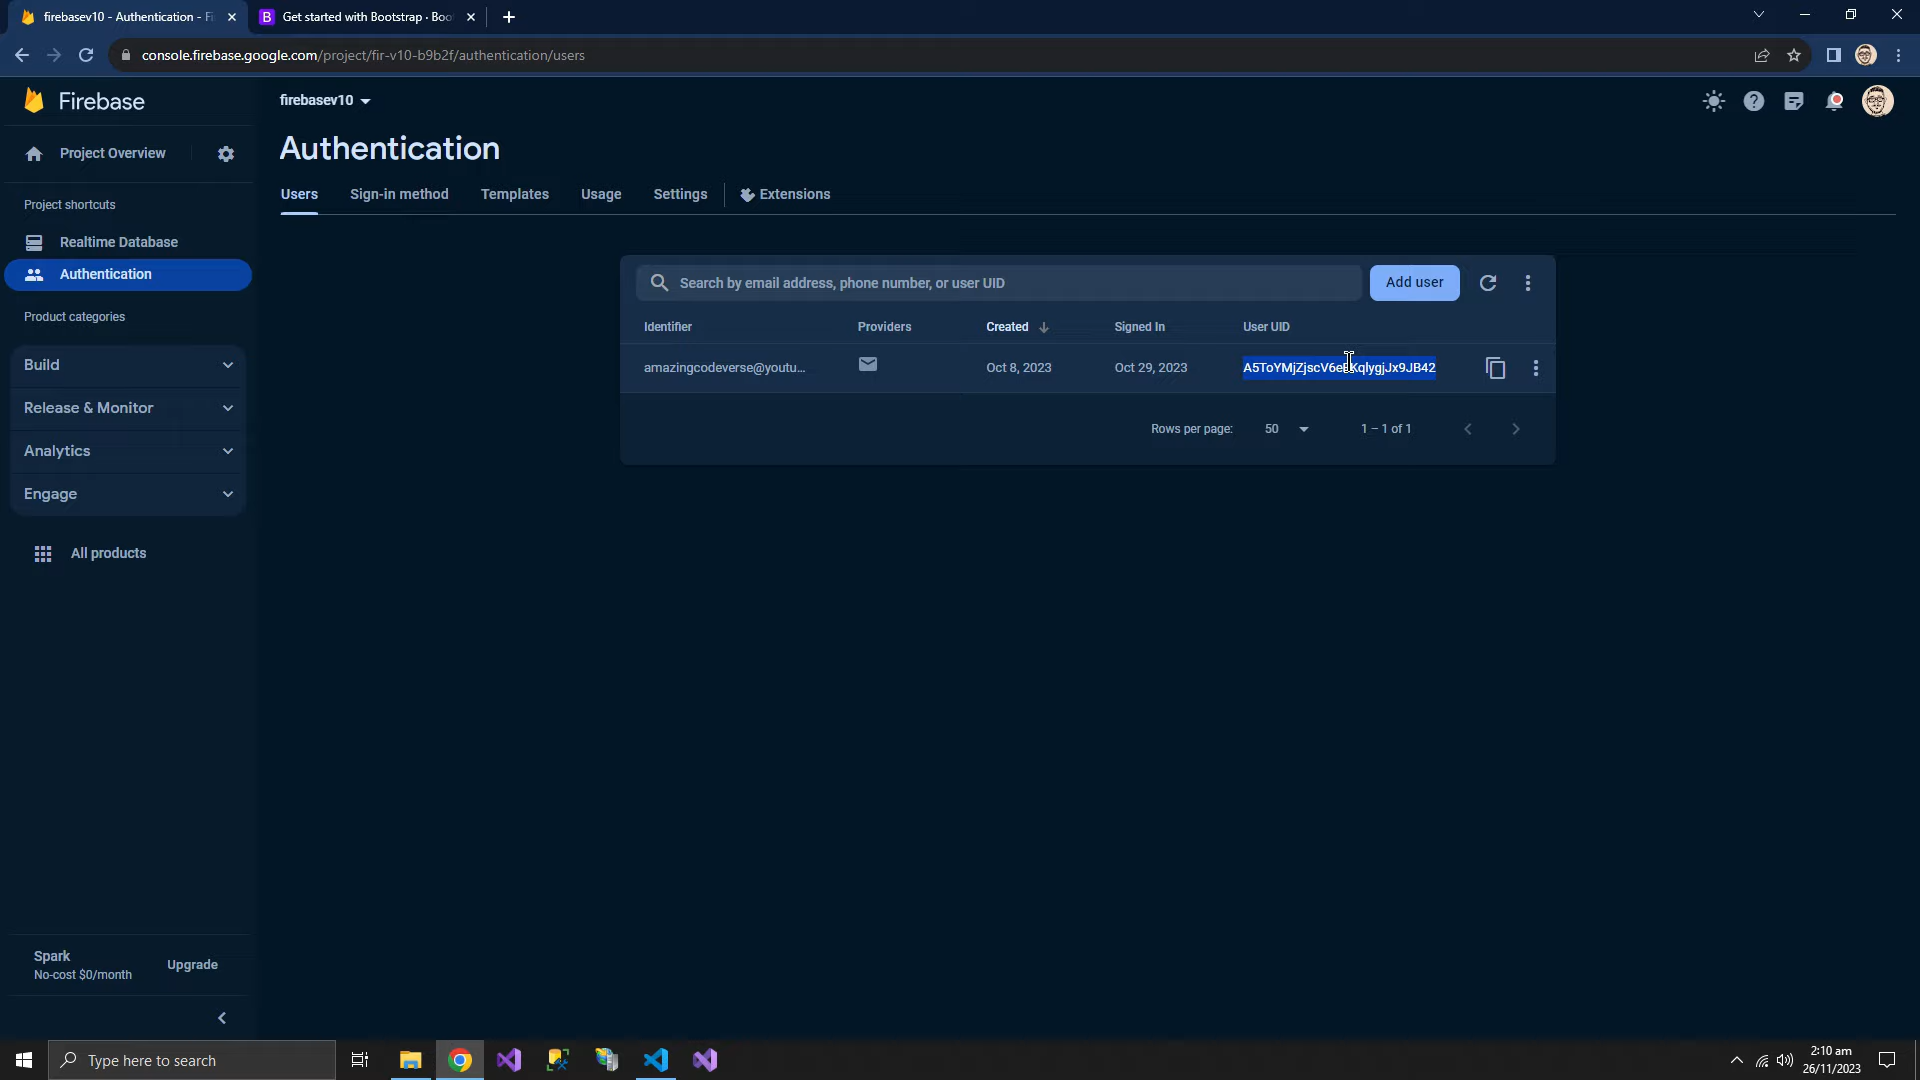 firebasev10 - Authentication - Fi
Get started with Bootstrap · Boo
console.firebase.google.com/project/fir-v10-b9b2f/authentication/users
Firebase
firebasev10
Project Overview
Authentication
Users
Sign-in method
Templates
Usage
Settings
Extensions
Project shortcuts
Realtime Database
Authentication
Product categories
Build
Release & Monitor
Analytics
Engage
All products
Search by email address, phone number, or user UID
Add user
Identifier
Providers
Created
Signed In
User UID
amazingcodeverse@youtu...
Oct 8, 2023
Oct 29, 2023
Rows per page:
50
1 – 1 of 1
Spark
No-cost $0/month
Upgrade
Type here to search
2:10 am
26/11/2023